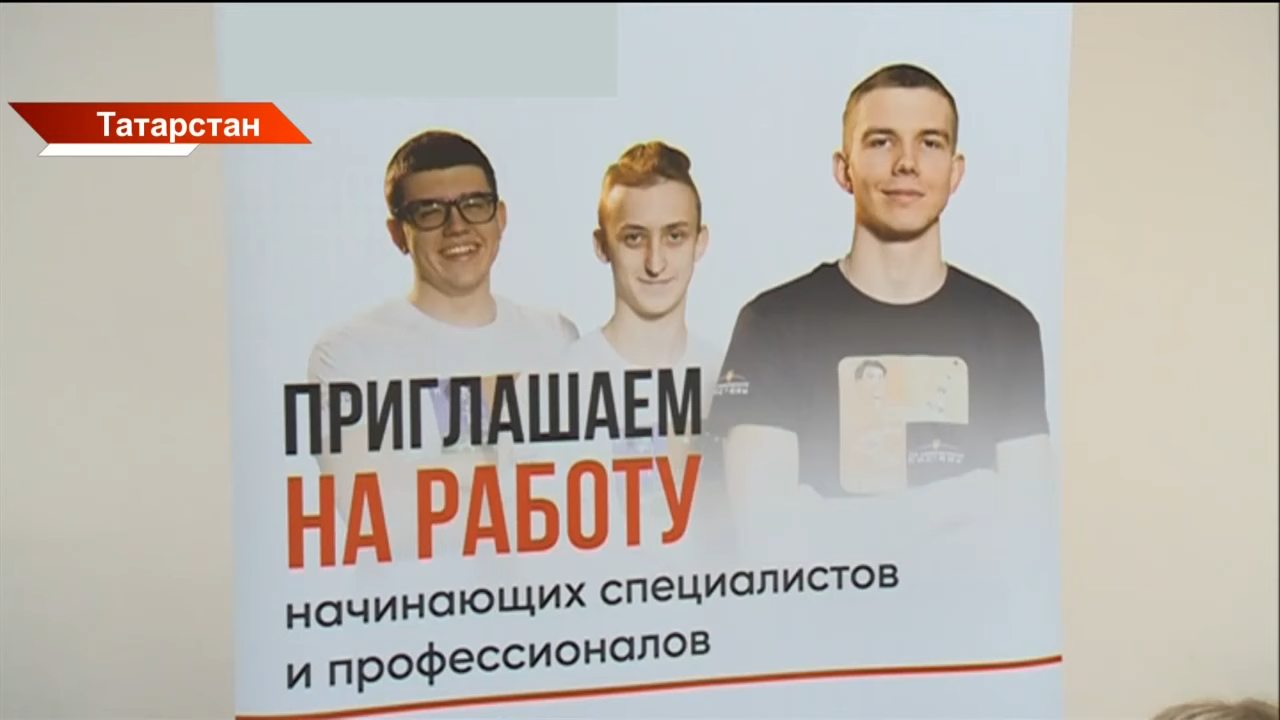 Татарстан
ПРИГЛАШАЕМ
НА РАБОТУ
начинающих специалистов
и профессионалов